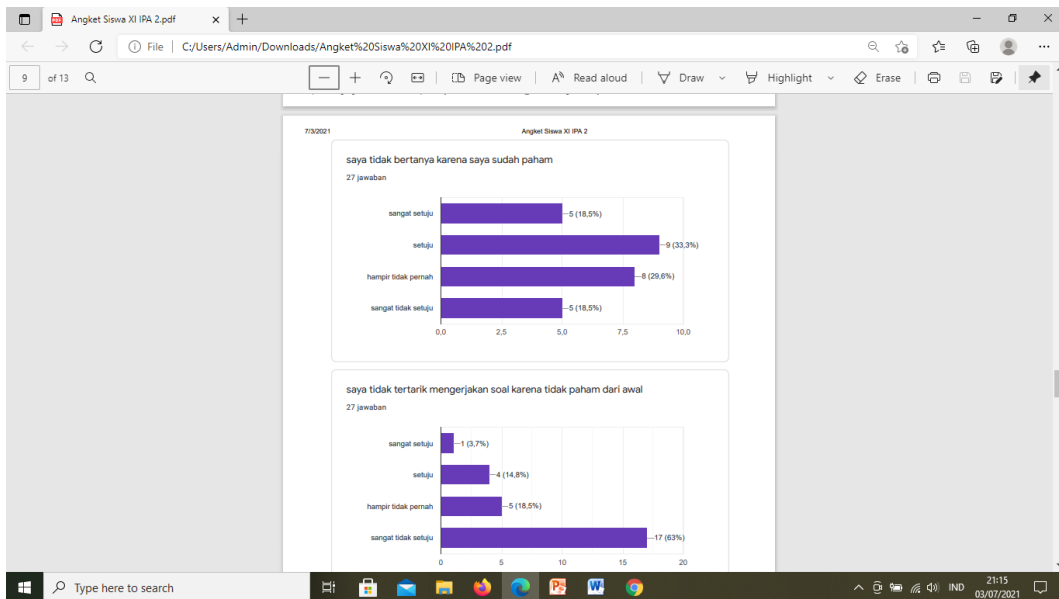 Angket Siswa XI IPA 2.pdf
File C:/Users/Admin/Downloads/Angket%20Siswa%20XI%20IPA%202.pdf
9 of 13 Page view Read aloud Draw Highlight Erase
7/3/2021 Angket Siswa XI IPA 2
saya tidak bertanya karena saya sudah paham
27 jawaban
sangat setuju 5 (18,5%)
setuju 9 (33,3%)
hampir tidak pernah 8 (29,6%)
sangat tidak setuju 5 (18,5%)
0,0 2,5 5,0 7,5 10,0
saya tidak tertarik mengerjakan soal karena tidak paham dari awal
27 jawaban
sangat setuju 1 (3,7%)
setuju 4 (14,8%)
hampir tidak pernah 5 (18,5%)
sangat tidak setuju 17 (63%)
0 5 10 15 20
Type here to search IND 21:15
03/07/2021